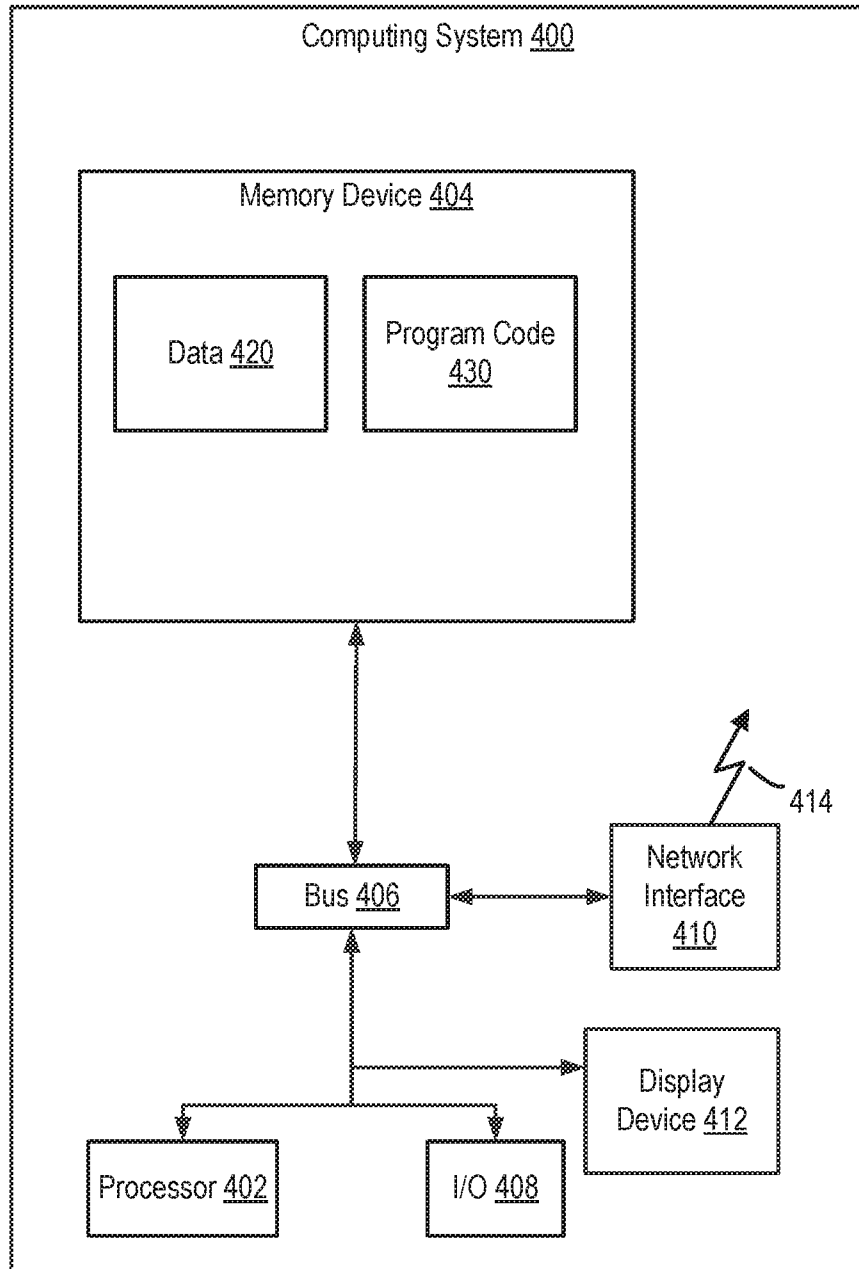 Computing System 400
Memory Device 404
Data 420
Program Code
430
414
Network
Interface
410
Bus 406
Display
Device 412
Processor 402
I/O 408